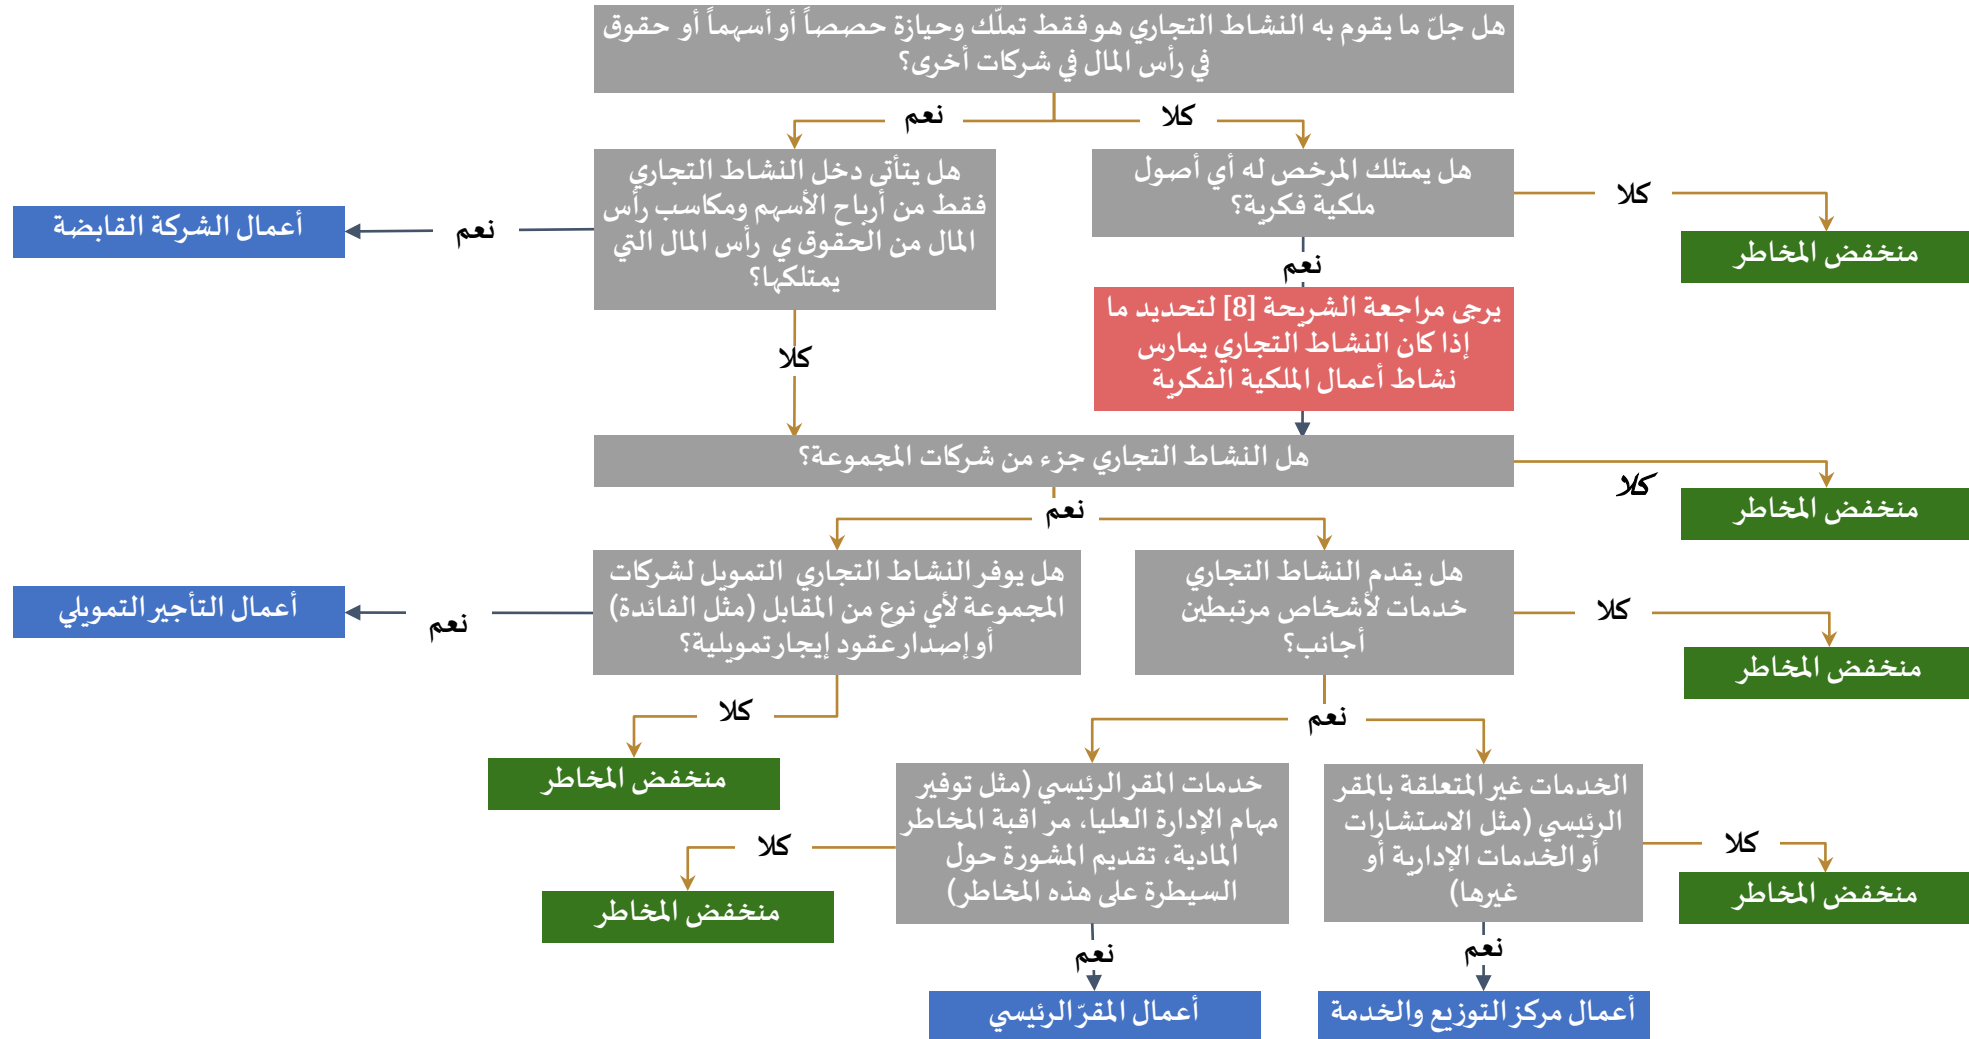 هل جلّ ما يقوم به النشاط التجاري هو فقط تملّك وحيازة حصصاً أو أسهماً أو حقوق
في رأس المال في شركات أخرى؟
نعم
كلا
هل يمتلك المرخص له أي أصول
ملكية فكرية؟
كلا
منخفض المخاطر
هل يتأتى دخل النشاط التجاري
فقط من أرباح الأسهم ومكاسب رأس
المال من الحقوق ي رأس المال التي
يمتلكها؟
نعم
أعمال الشركة القابضة
نعم
يرجى مراجعة الشريحة [8] لتحديد ما
إذا كان النشاط التجاري يمارس
نشاط أعمال الملكية الفكرية
كلا
هل النشاط التجاري جزء من شركات المجموعة؟
كلا
منخفض المخاطر
نعم
هل يقدم النشاط التجاري
خدمات لأشخاص مرتبطين
أجانب؟
كلا
منخفض المخاطر
هل يوفر النشاط التجاري التمويل لشركات
المجموعة لأي نوع من المقابل (مثل الفائدة)
أو إصدار عقود إيجار تمويلية؟
نعم
أعمال التأجير التمويلي
كلا
منخفض المخاطر
نعم
الخدمات غير المتعلقة بالمقر
الرئيسي (مثل الاستشارات
أو الخدمات الإدارية أو
غيرها)
كلا
منخفض المخاطر
خدمات المقر الرئيسي (مثل توفير
مهام الإدارة العليا، مر اقبة المخاطر
المادية، تقديم المشورة حول
السيطرة على هذه المخاطر)
كلا
منخفض المخاطر
نعم
أعمال مركز التوزيع والخدمة
نعم
أعمال المقرّ الرئيسي